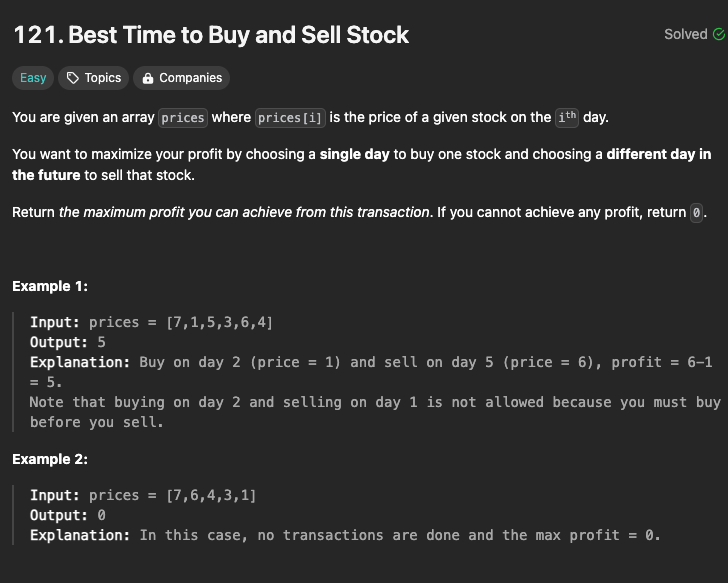 121. Best Time to Buy and Sell Stock
Solved
Easy Topics Companies
You are given an array prices where prices[i] is the price of a given stock on the ith day.
You want to maximize your profit by choosing a single day to buy one stock and choosing a different day in
the future to sell that stock.
Return the maximum profit you can achieve from this transaction. If you cannot achieve any profit, return 0.
Example 1:
Input: prices = [7,1,5,3,6,4]
Output: 5
Explanation: Buy on day 2 (price = 1) and sell on day 5 (price = 6), profit = 6-1
= 5.
Note that buying on day 2 and selling on day 1 is not allowed because you must buy
before you sell.
Example 2:
Input: prices = [7,6,4,3,1]
Output: 0
Explanation: In this case, no transactions are done and the max profit = 0.